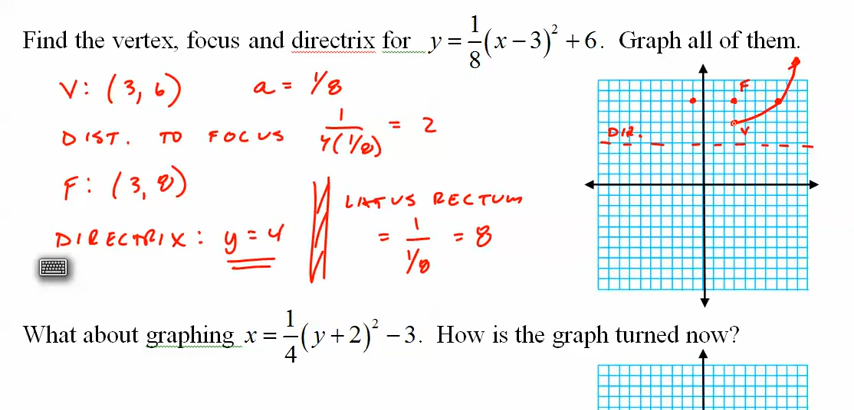 Find the vertex, focus and directrix for y = 1/8 (x − 3)² + 6. Graph all of them.
V: (3, 6) a = 1/8
DIST. TO FOCUS 1/4(1/8) = 2
F: (3, 8)
DIRECTRIX: y = 4
LATUS RECTUM
= 1/(1/8) = 8
F
V
DIR.
What about graphing x = 1/4 (y + 2)² − 3. How is the graph turned now?